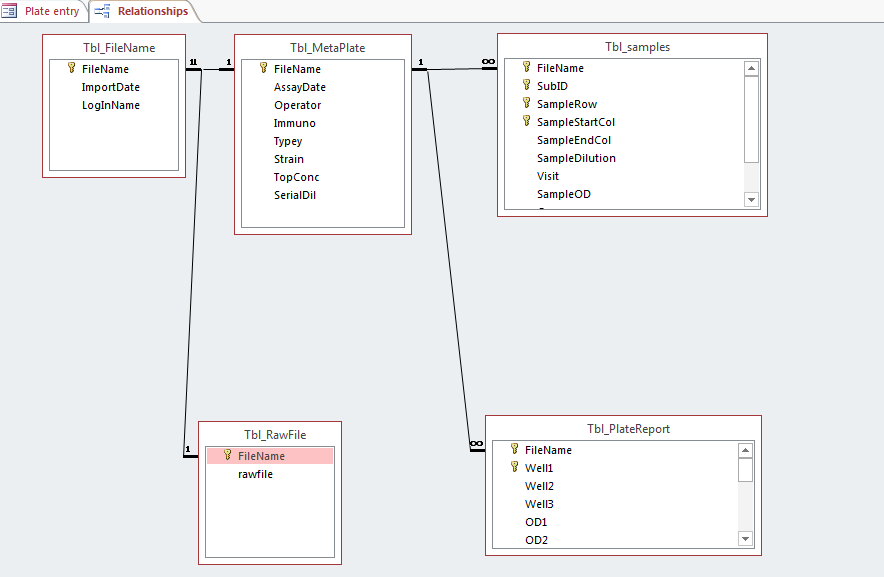 Plate entry
Relationships
Tbl_FileName
FileName
ImportDate
LogInName
1
1
1
Tbl_MetaPlate
FileName
AssayDate
Operator
Immuno
Typey
Strain
TopConc
SerialDil
1
∞
Tbl_samples
FileName
SubID
SampleRow
SampleStartCol
SampleEndCol
SampleDilution
Visit
SampleOD
1
Tbl_RawFile
FileName
rawfile
∞
Tbl_PlateReport
FileName
Well1
Well2
Well3
OD1
OD2